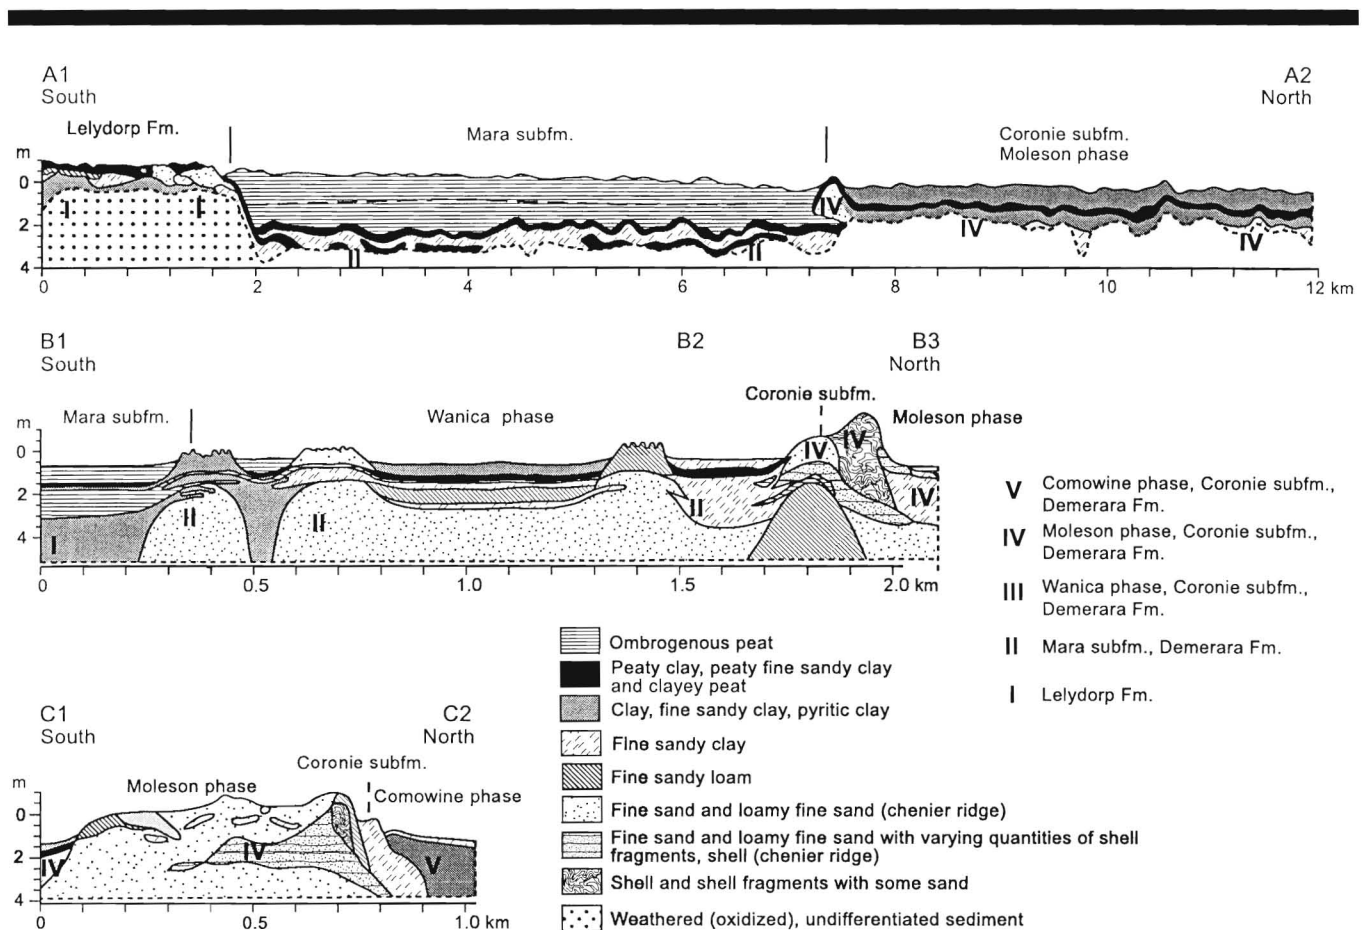 A1
South
A2
North
Lelydorp Fm.
Mara subfm.
Coronie subfm.
Moleson phase
m
0
2
4
I
I
II
II
IV
IV
IV
0
2
4
6
8
10
12 km
B1
South
B2
B3
North
Mara subfm.
Wanica phase
Coronie subfm.
Moleson phase
m
0
2
4
I
II
II
II
IV
IV
IV
0
0.5
1.0
1.5
2.0 km
V Comowine phase, Coronie subfm.,
Demerara Fm.
IV Moleson phase, Coronie subfm.,
Demerara Fm.
III Wanica phase, Coronie subfm.,
Demerara Fm.
II Mara subfm., Demerara Fm.
I Lelydorp Fm.
C1
South
C2
North
Coronie subfm.
Moleson phase
Comowine phase
m
0
2
4
IV
IV
V
0
0.5
1.0 km
Ombrogenous peat
Peaty clay, peaty fine sandy clay
and clayey peat
Clay, fine sandy clay, pyritic clay
Fine sandy clay
Fine sandy loam
Fine sand and loamy fine sand (chenier ridge)
Fine sand and loamy fine sand with varying quantities of shell
fragments, shell (chenier ridge)
Shell and shell fragments with some sand
Weathered (oxidized), undifferentiated sediment